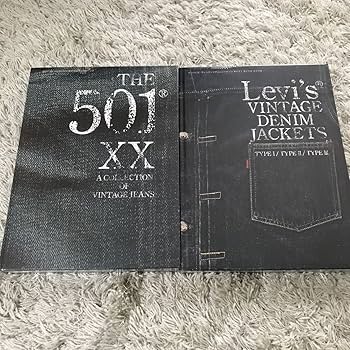 THE
501®
XX
A COLLECTION
OF
VINTAGE JEANS
Levi's®
VINTAGE
DENIM
JACKETS
TYPE I / TYPE II / TYPE III